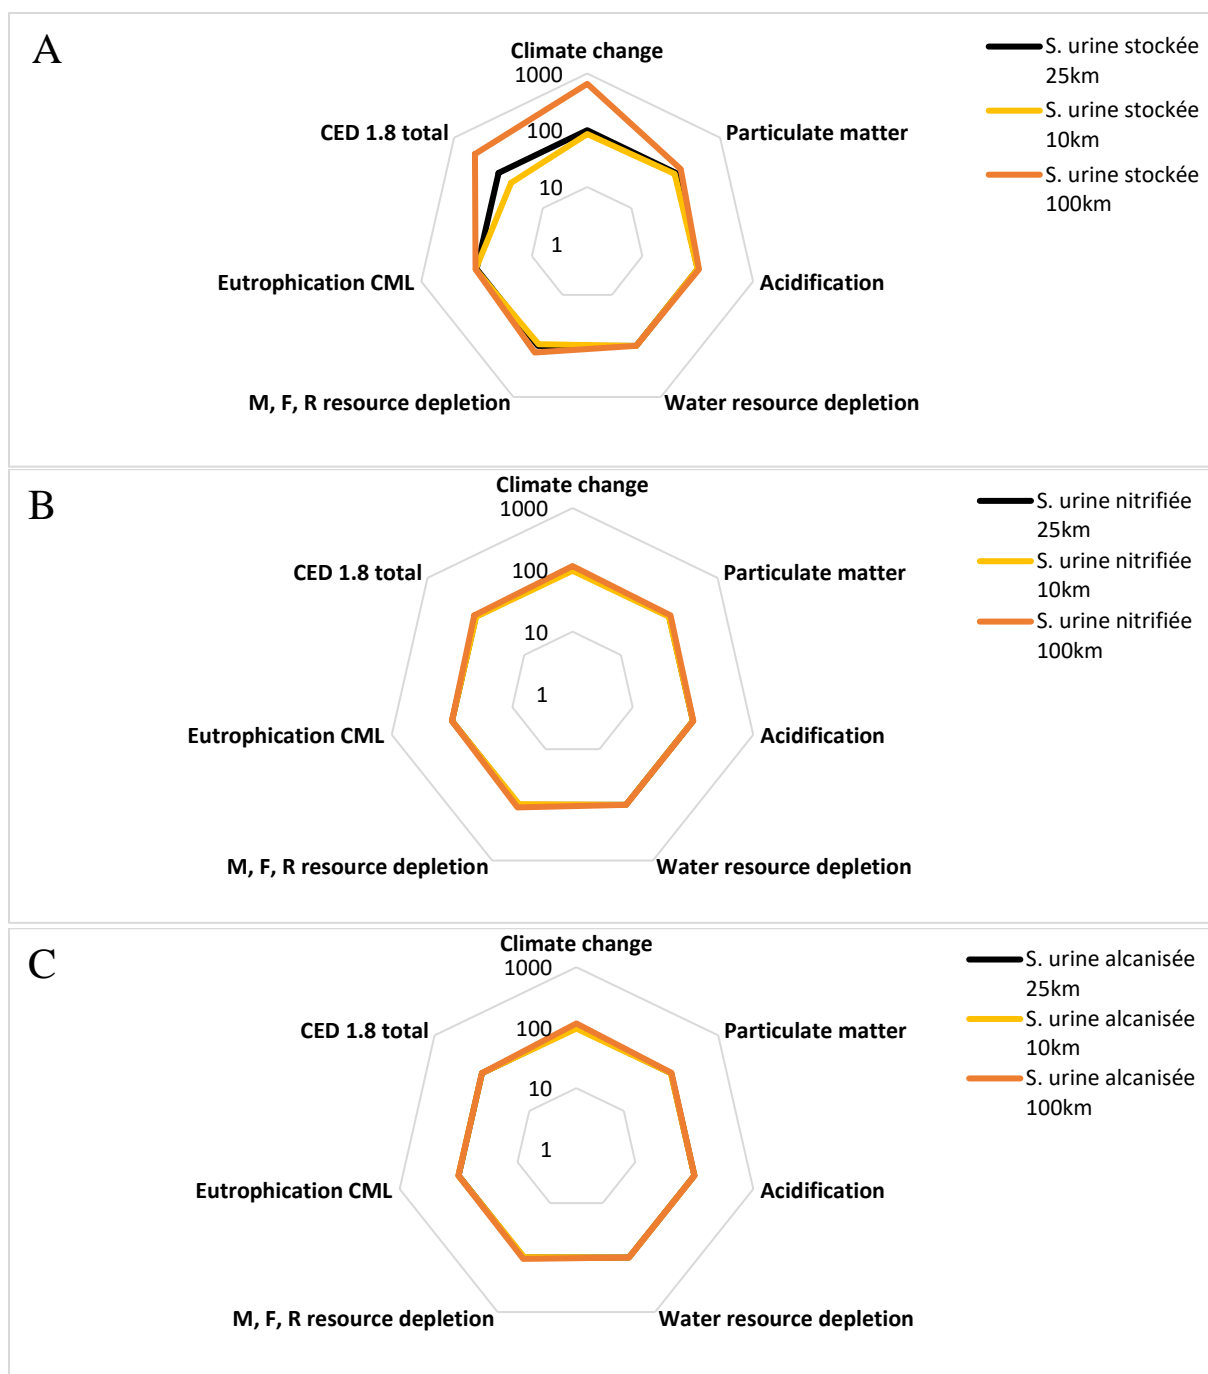 A
Climate change
1000
100
10
1
CED 1.8 total
Particulate matter
Eutrophication CML
Acidification
M, F, R resource depletion
Water resource depletion
S. urine stockée
25km
S. urine stockée
10km
S. urine stockée
100km
B
Climate change
1000
100
10
1
CED 1.8 total
Particulate matter
Eutrophication CML
Acidification
M, F, R resource depletion
Water resource depletion
S. urine nitrifiée
25km
S. urine nitrifiée
10km
S. urine nitrifiée
100km
C
Climate change
1000
100
10
1
CED 1.8 total
Particulate matter
Eutrophication CML
Acidification
M, F, R resource depletion
Water resource depletion
S. urine alcanisée
25km
S. urine alcanisée
10km
S. urine alcanisée
100km